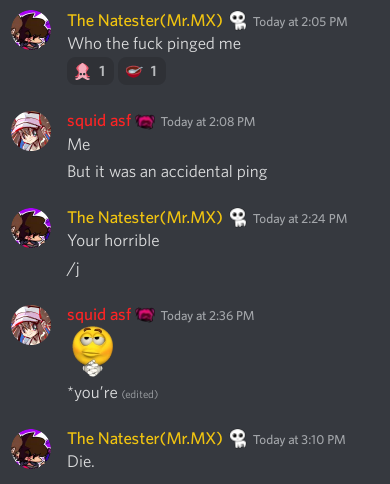 The Natester(Mr.MX) Today at 2:05 PM
Who the fuck pinged me
1 1
squid asf Today at 2:08 PM
Me
But it was an accidental ping
The Natester(Mr.MX) Today at 2:24 PM
Your horrible
/j
squid asf Today at 2:36 PM
*you’re (edited)
The Natester(Mr.MX) Today at 3:10 PM
Die.